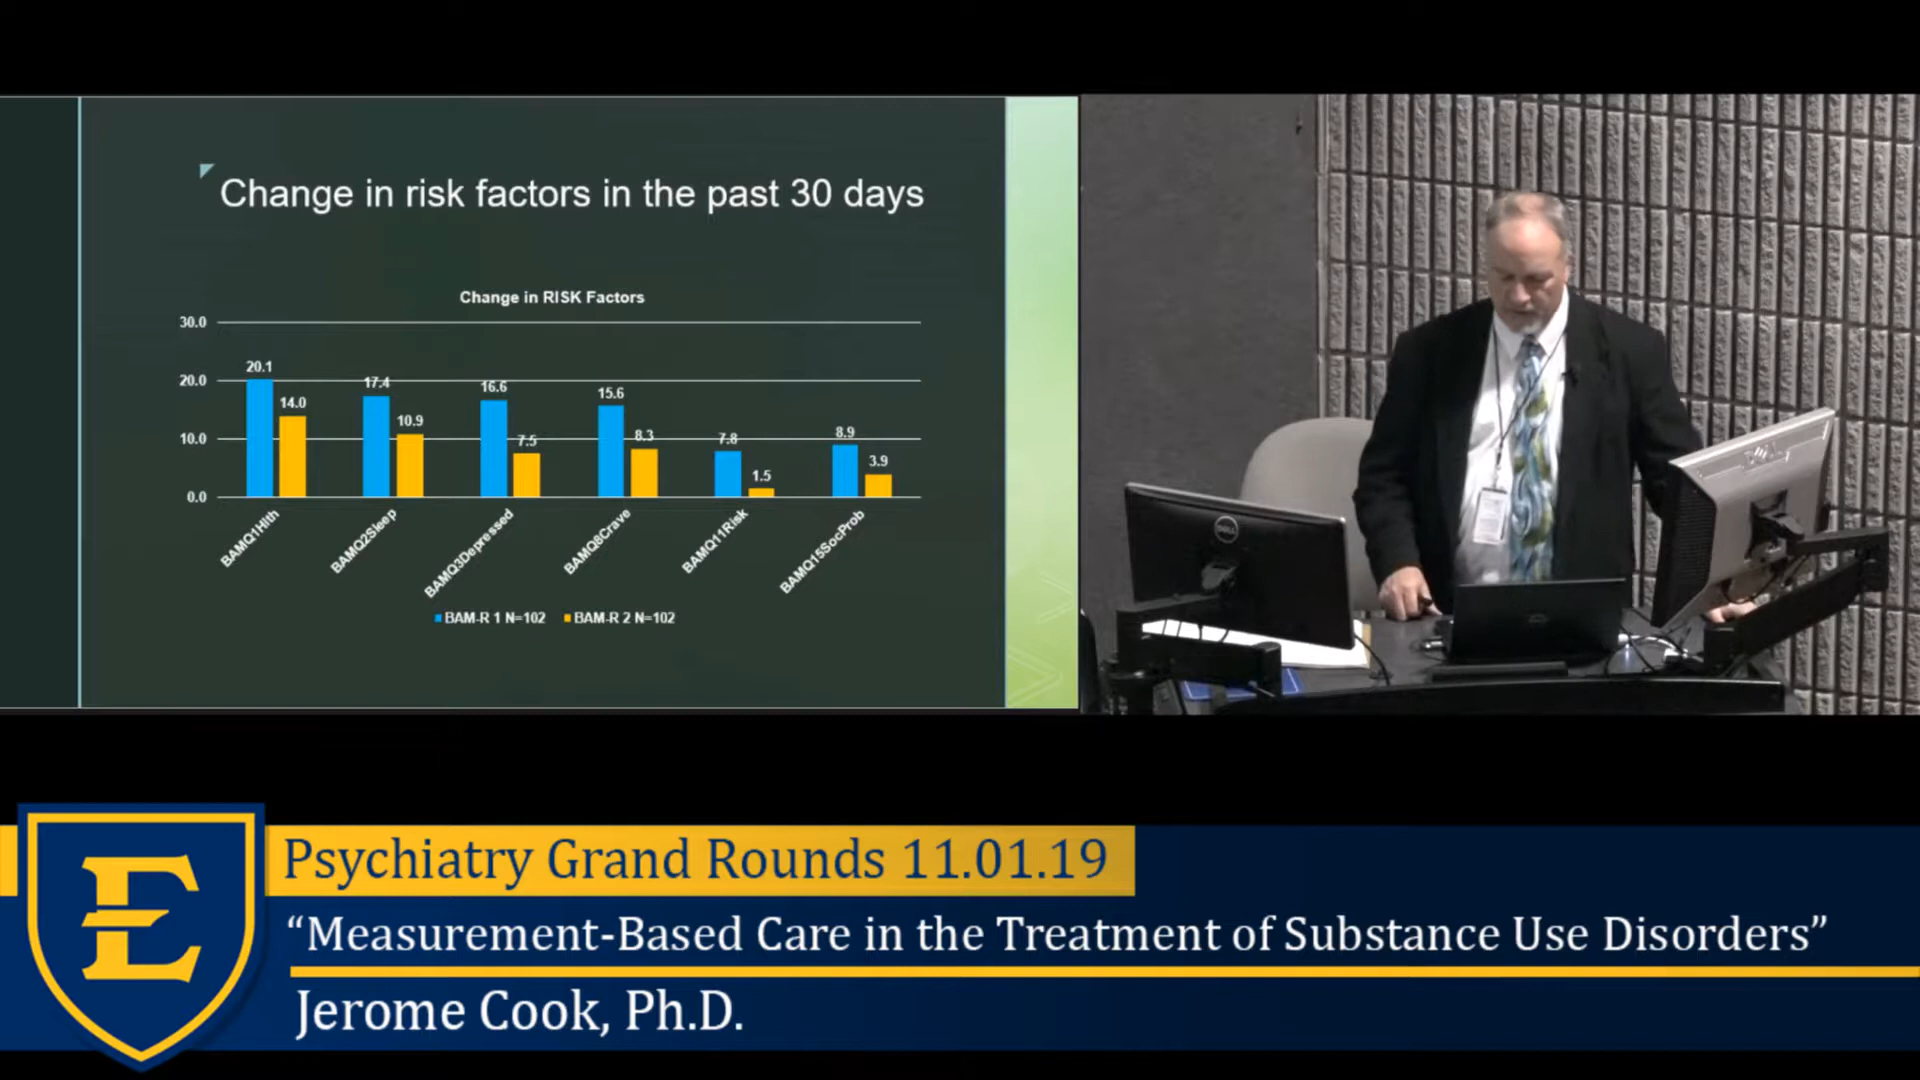 Change in risk factors in the past 30 days
Change in RISK Factors
30.0
20.0
10.0
0.0
20.1
14.0
17.4
10.9
16.6
7.5
15.6
8.3
7.8
1.5
8.9
3.9
BAMQ1Hlth
BAMQ2Sleep
BAMQ3Depressed
BAMQ8Crave
BAMQ11Risk
BAMQ15SocProb
BAM-R 1 N=102
BAM-R 2 N=102
DELL
DELL
E
Psychiatry Grand Rounds 11.01.19
“Measurement-Based Care in the Treatment of Substance Use Disorders”
Jerome Cook, Ph.D.